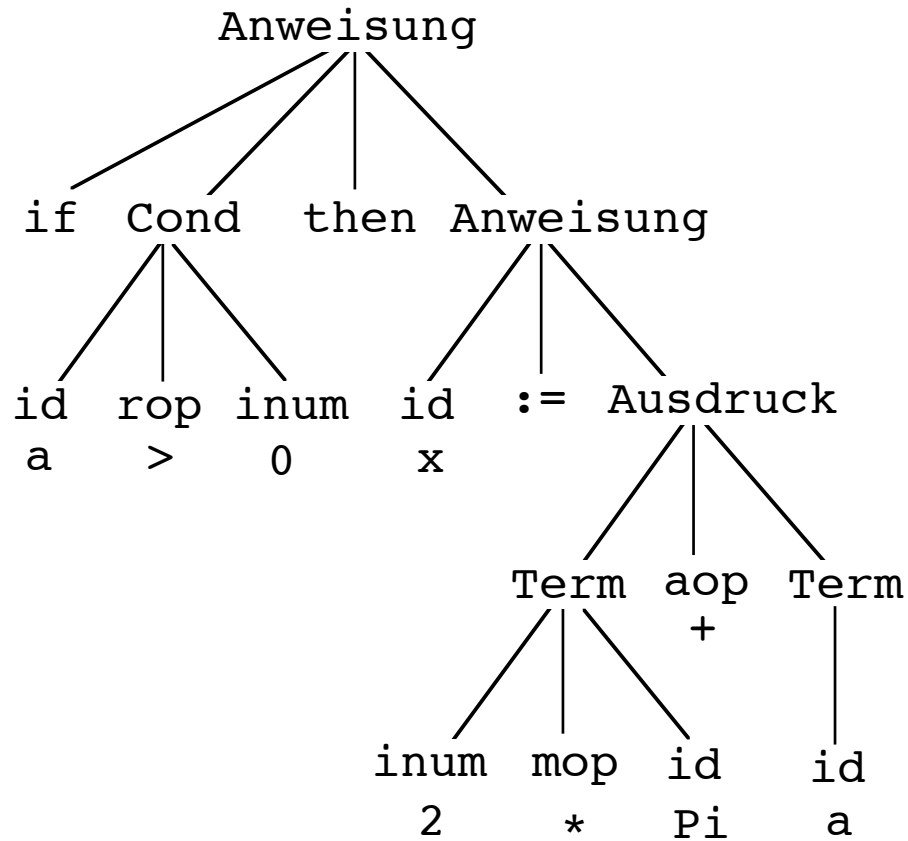 Anweisung
if Cond then Anweisung
id rop inum id := Ausdruck
a > 0 x
Term aop Term
+
inum mop id id
2 * Pi a